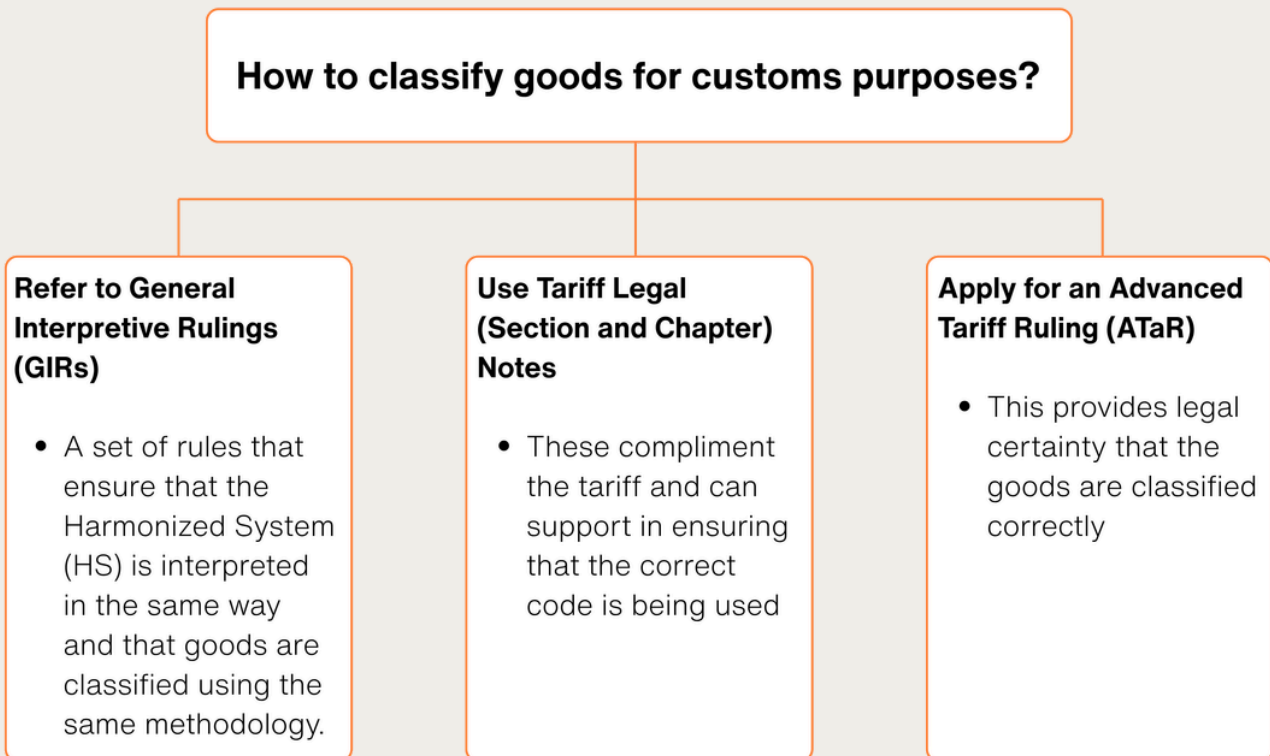 How to classify goods for customs purposes?
Refer to General
Interpretive Rulings
(GIRs)
• A set of rules that
ensure that the
Harmonized System
(HS) is interpreted
in the same way
and that goods are
classified using the
same methodology.
Use Tariff Legal
(Section and Chapter)
Notes
• These compliment
the tariff and can
support in ensuring
that the correct
code is being used
Apply for an Advanced
Tariff Ruling (ATaR)
• This provides legal
certainty that the
goods are classified
correctly